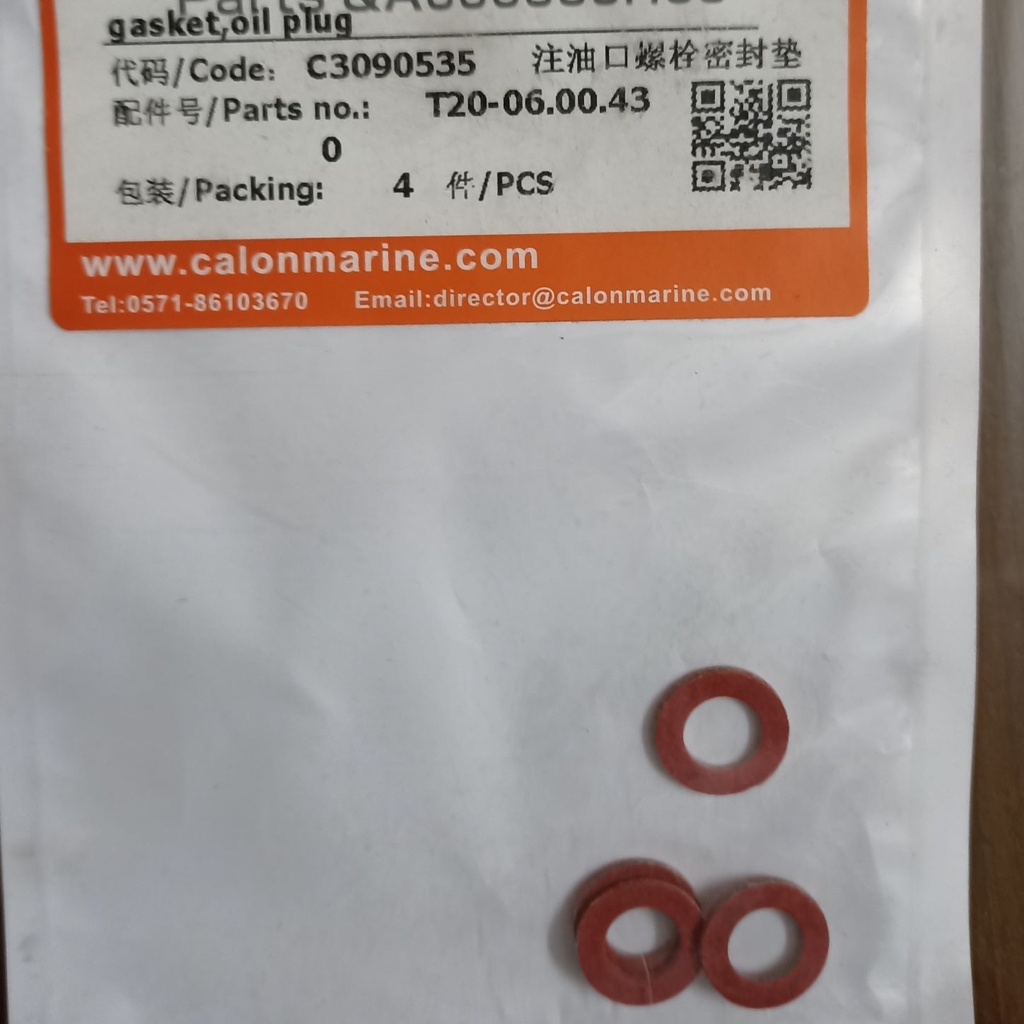 Parts &Accessories
gasket,oil plug
代码/Code: C3090535 注油口螺栓密封垫
配件号/Parts no.: T20-06.00.43
0
包装/Packing: 4 件/PCS
www.calonmarine.com
Tel:0571-86103670 Email:director@calonmarine.com